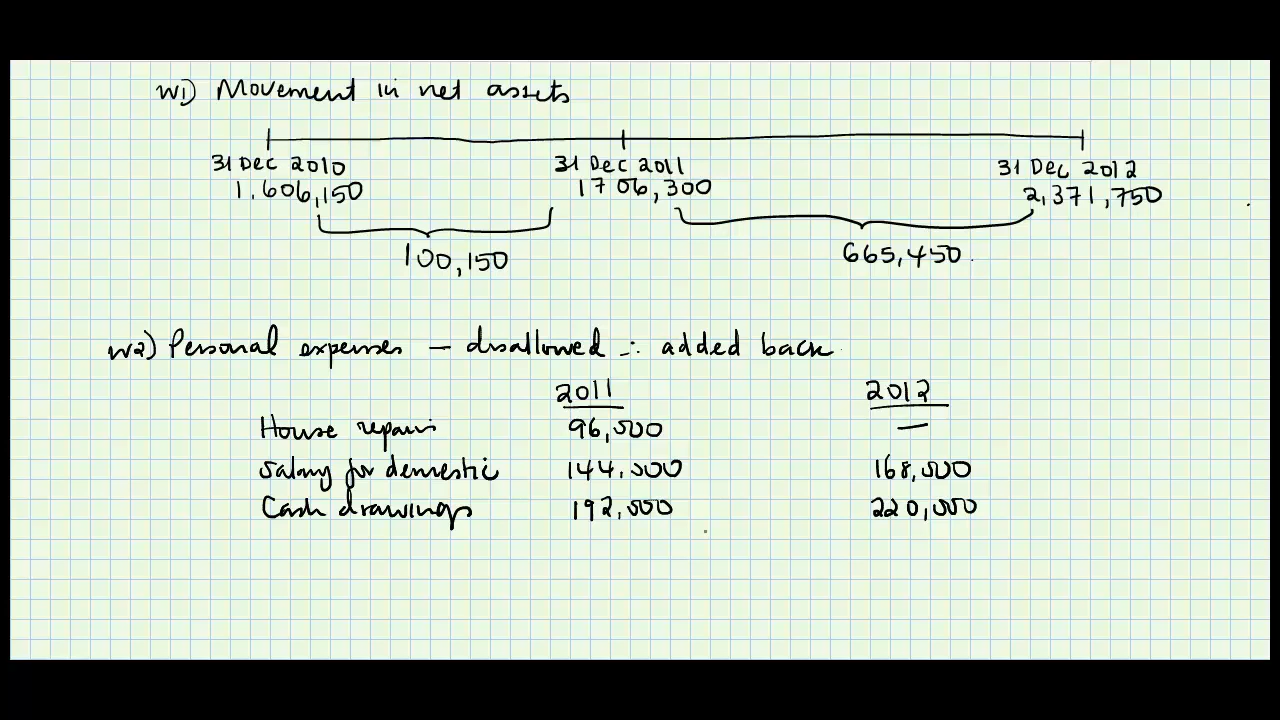 W1) Movement in net assets
31 Dec 2010 31 Dec 2011 31 Dec 2012
1,606,150 1706,300 2,371,750
100,150 665,450
W2) Personal expenses – disallowed ∴ added back
2011 2012
House repairs 96,000 —
Salary for domestic 144,000 168,000
Cash drawings 192,000 220,000